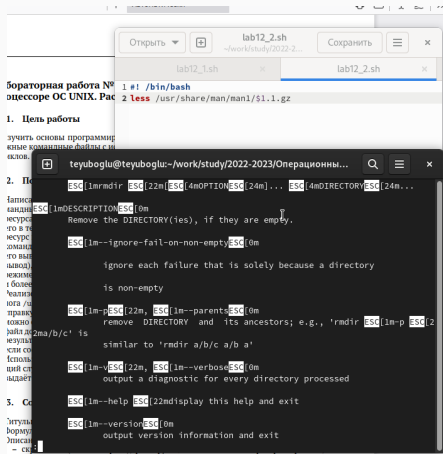 Открыть
lab12_2.sh
~/work/study/2022-2...
Сохранить
lab12_1.sh
lab12_2.sh
1 #! /bin/bash
2 less /usr/share/man/man1/$1.1.gz
бораторная работа №
оцессоре ОС UNIX. Рас
1. Цель работы
зучить основы программир
жные командные файлы с и
иклов.
2. По
teyuboglu@teyuboglu:~/work/study/2022-2023/Операционны...
ESC[1mrmdir ESC[22m[ESC[4mOPTIONESC[24m]... ESC[4mDIRECTORYESC[24m...
ESC[1mDESCRIPTIONESC[0m
Remove the DIRECTORY(ies), if they are empty.
ESC[1m--ignore-fail-on-non-emptyESC[0m
ignore each failure that is solely because a directory
is non-empty
ESC[1m-pESC[22m, ESC[1m--parentsESC[0m
remove DIRECTORY and its ancestors; e.g., 'rmdir ESC[1m-p ESC[2
2ma/b/c' is
similar to 'rmdir a/b/c a/b a'
ESC[1m-vESC[22m, ESC[1m--verboseESC[0m
output a diagnostic for every directory processed
ESC[1m--help ESC[22mdisplay this help and exit
ESC[1m--versionESC[0m
output version information and exit
:
3. Со